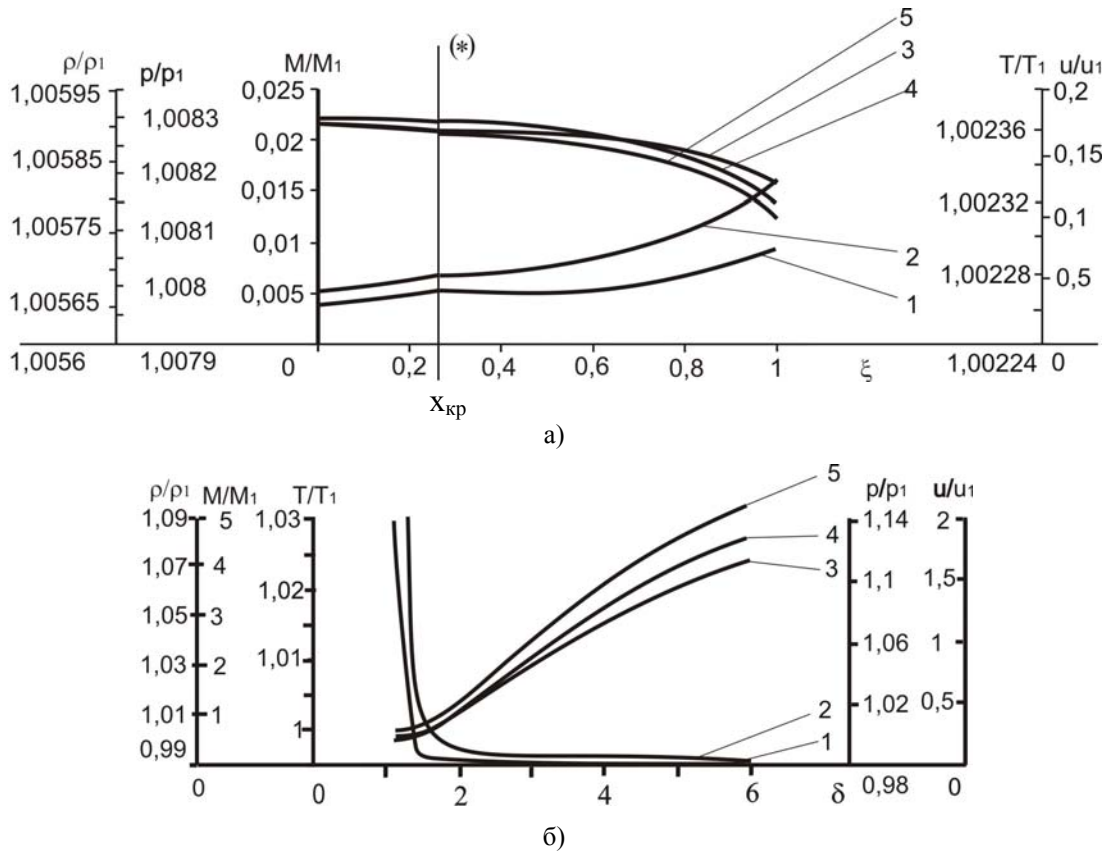 ρ/ρ1 p/p1 M/M1 (*) 5 3 4 T/T1 u/u1
1,00595 1,0083 0,025 0,2
1,00585 1,0082 0,02 1,00236 0,15
1,00575 1,0081 0,015 1,00232 0,1
1,00565 1,008 0,01 2 1,00228 0,5
0,005 1
1,0056 1,0079 0 0,2 0,4 0,6 0,8 1 ξ 1,00224 0
xкр
а)
ρ/ρ1 M/M1 T/T1 5 p/p1 u/u1
1,09 5 1,03 4 1,14 2
1,07 4 1,02 3 1,1 1,5
1,05 3 1,06 1
1,03 2 1,01 1,02 0,5
1,01 1 1 2
0,99 1
0 0 2 4 6 δ 0,98 0
б)